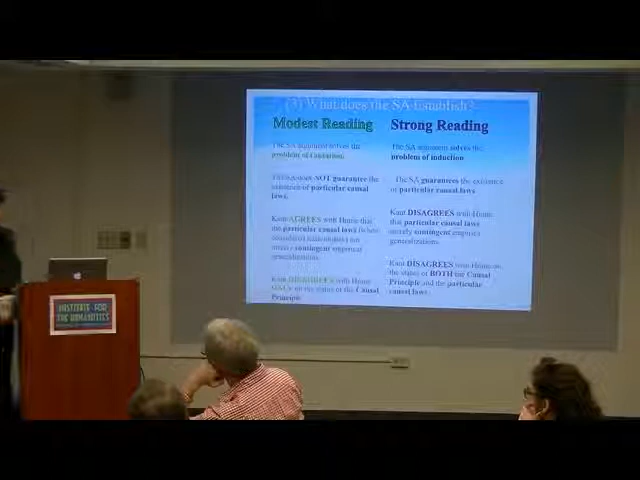 (3) What does the SA Establish?
Modest Reading
The SA argument solves the
problem of causation.
The SA does NOT guarantee the
existence of particular causal
laws.
Kant AGREES with Hume that
the particular causal laws
contingent empirical
generalizations.
Kant DISAGREES with Hume
ONLY on the status of the Causal
Principle
Strong Reading
The SA argument solves the
problem of induction
The SA guarantees the existence
of particular causal laws
Kant DISAGREES with Hume
that particular causal laws
merely contingent empirical
generalizations.
Kant DISAGREES with Hume on
the status of BOTH the Causal
Principle and the particular
causal laws.
INSTITUTE FOR
THE HUMANITIES